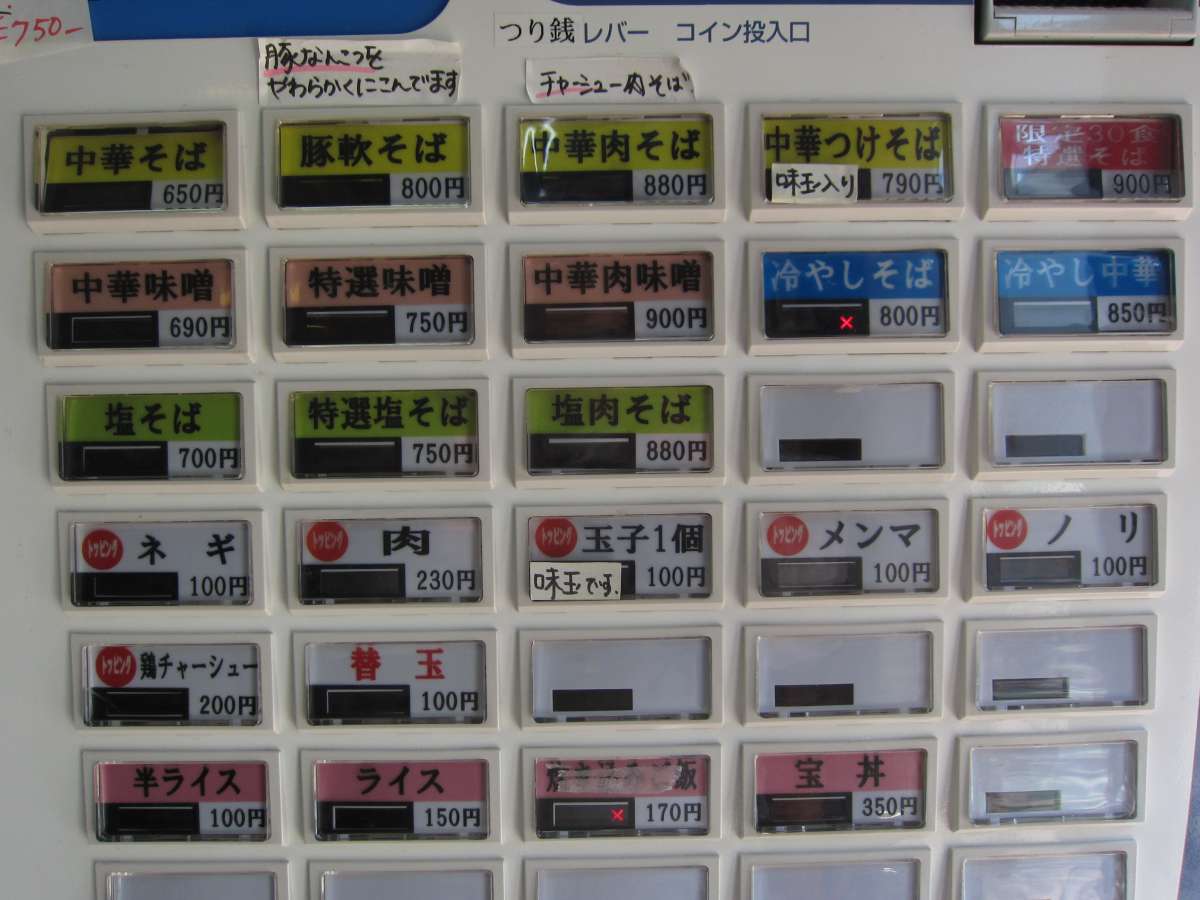 750-
つり銭レバー コイン投入口
豚なんこつを
やわらかくにこんでます
チャーシュー肉そば
中華そば
650円
豚軟そば
800円
中華肉そば
880円
中華つけそば
味玉入り
790円
限定30食
特選そば
900円
中華味噌
690円
特選味噌
750円
中華肉味噌
900円
冷やしそば
× 800円
冷やし中華
850円
塩そば
700円
特選塩そば
750円
塩肉そば
880円
トッピング ネギ
100円
トッピング 肉
230円
トッピング 玉子1個
味玉です。
100円
トッピング メンマ
100円
トッピング ノリ
100円
トッピング 鶏チャーシュー
200円
替玉
100円
半ライス
100円
ライス
150円
飯
× 170円
宝丼
350円